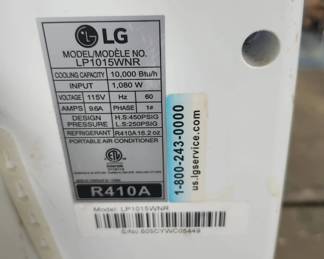 LG
MODEL/MODÈLE NO.
LP1015WNR
COOLING CAPACITY 10,000 Btu/h
INPUT 1,080 W
VOLTAGE 115V Hz 60
AMPS 9.6A PHASE 1#
DESIGN PRESSURE H.S:450PSIG
L.S:250PSIG
REFRIGERANT R410A 18.2 oz
PORTABLE AIR CONDITIONER
R410A
1-800-243-0000
us.lgservice.com
Model: LP1015WNR
S/No.